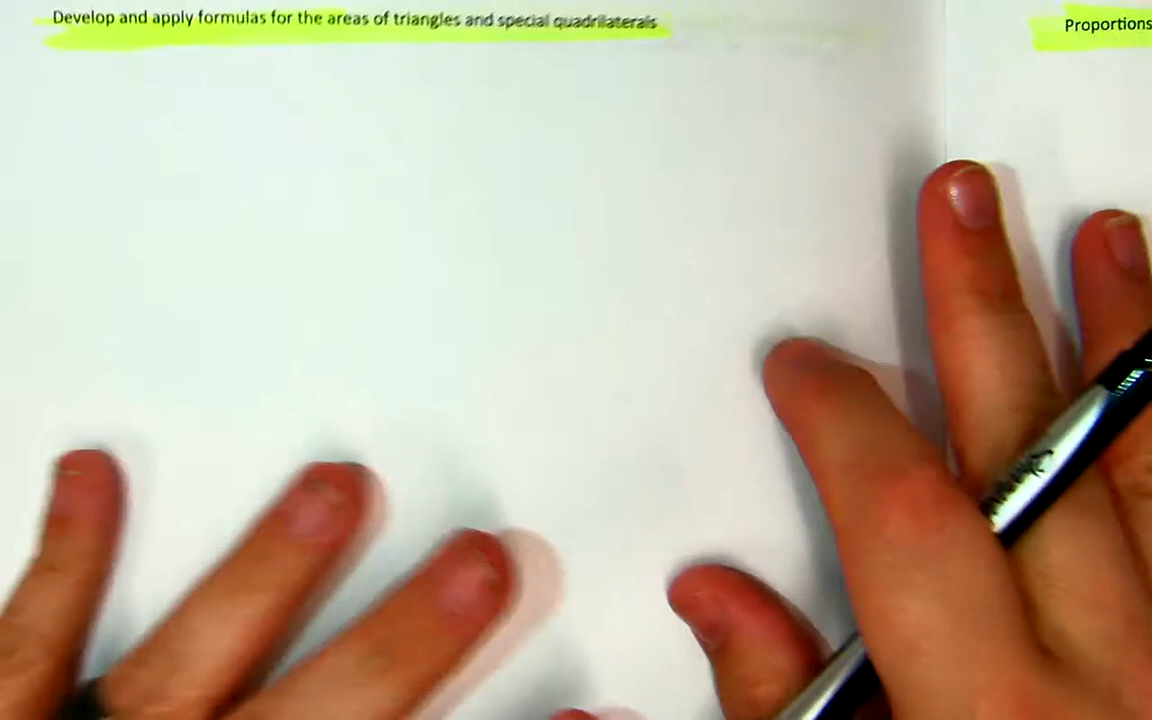 Develop and apply formulas for the areas of triangles and special quadrilaterals
Proportions